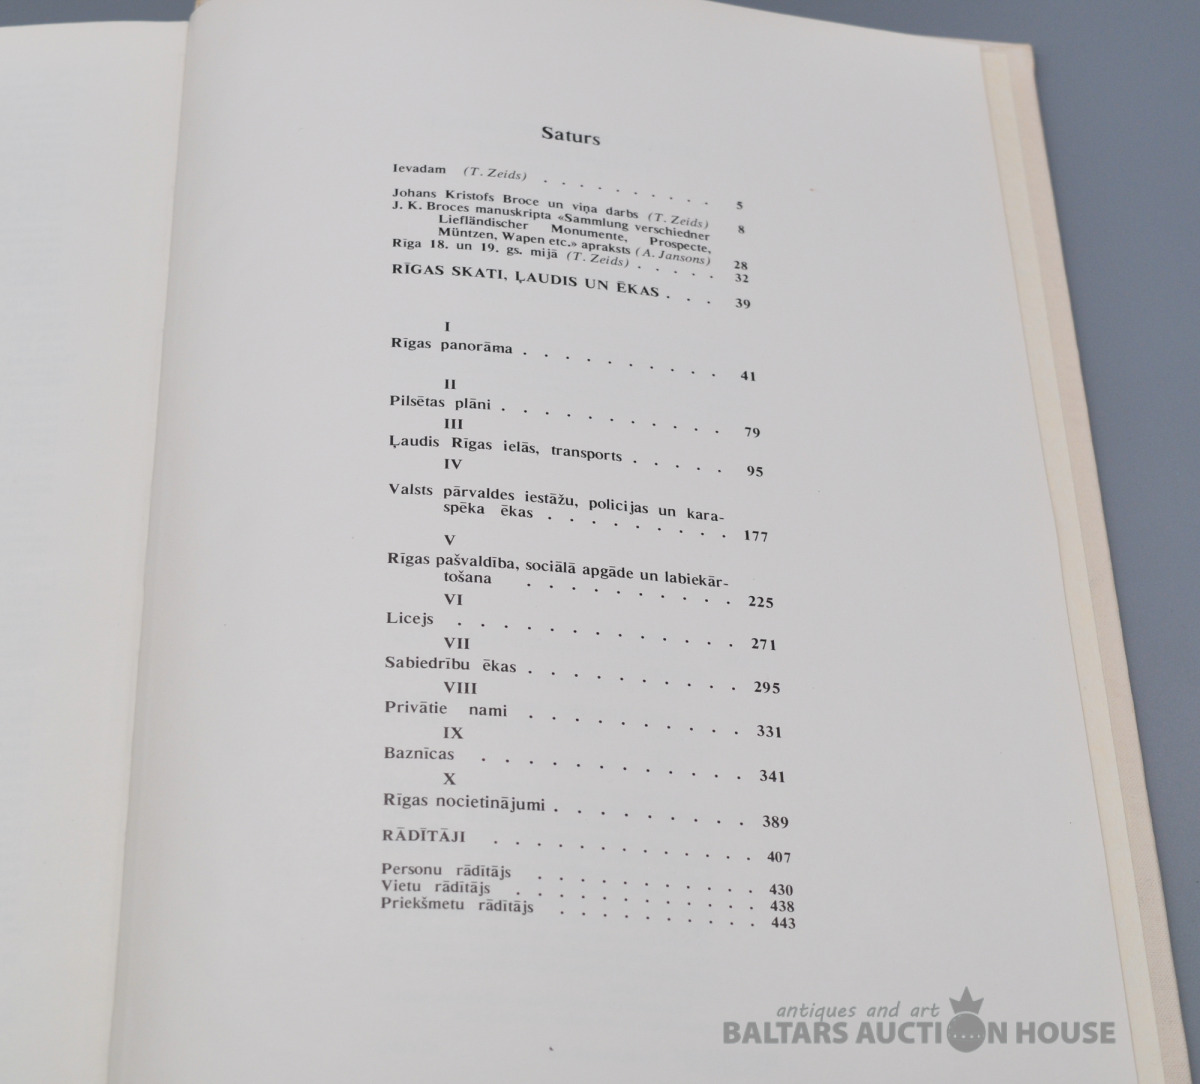 Saturs
Ievadam (T. Zeids) . . . . . . . . . 5
Johans Kristofs Broce un viņa darbs (T. Zeids) 8
J. K. Broces manuskripta «Sammlung verschiedner
Liefländischer Monumente, Prospecte,
Müntzen, Wapen etc.» apraksts (A. Jansons) 28
Rīga 18. un 19. gs. mijā (T. Zeids) . . . . . 32
RĪGAS SKATI, ĻAUDIS UN ĒKAS . . . 39
I
Rīgas panorāma . . . . . . . . . . 41
II
Pilsētas plāni . . . . . . . . . . . 79
III
Ļaudis Rīgas ielās, transports . . . . . 95
IV
Valsts pārvaldes iestāžu, policijas un kara-
spēka ēkas . . . . . . . . . 177
V
Rīgas pašvaldība, sociālā apgāde un labiekār-
tošana . . . . . . . . . . 225
VI
Licejs . . . . . . . . . . . . . 271
VII
Sabiedrību ēkas . . . . . . . . . . 295
VIII
Privātie nami . . . . . . . . . . 331
IX
Baznīcas . . . . . . . . . . . . 341
X
Rīgas nocietinājumi . . . . . . . . . 389
RĀDĪTĀJI . . . . . . . . . . . . 407
Personu rādītājs . . . . . . . . . . 430
Vietu rādītājs . . . . . . . . . . . 438
Priekšmetu rādītājs . . . . . . . . . 443
antiques and art
BALTARS AUCTION HOUSE